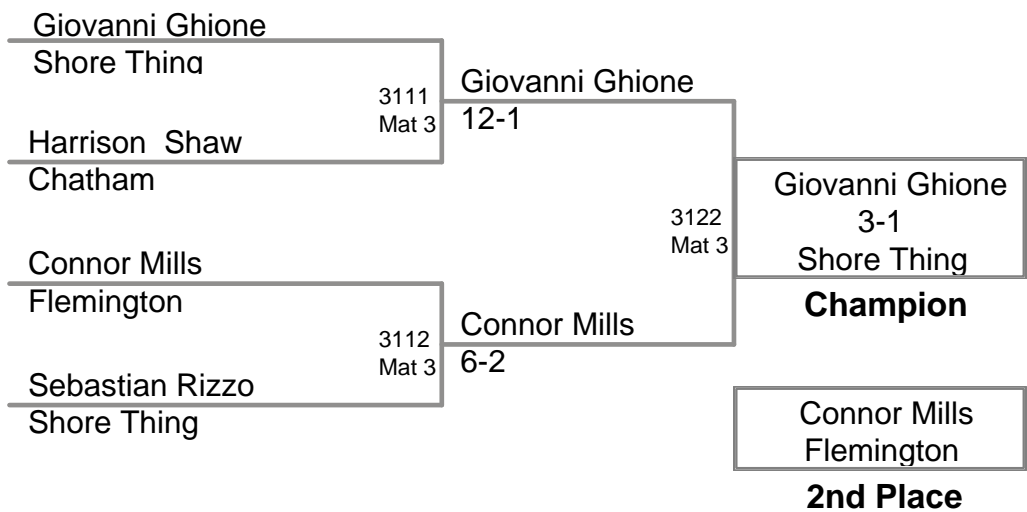 Giovanni Ghione
Shore Thing
3111
Mat 3
Giovanni Ghione
12-1
Harrison Shaw
Chatham
3122
Mat 3
Giovanni Ghione
3-1
Shore Thing
Champion
Connor Mills
Flemington
3112
Mat 3
Connor Mills
6-2
Sebastian Rizzo
Shore Thing
Connor Mills
Flemington
2nd Place